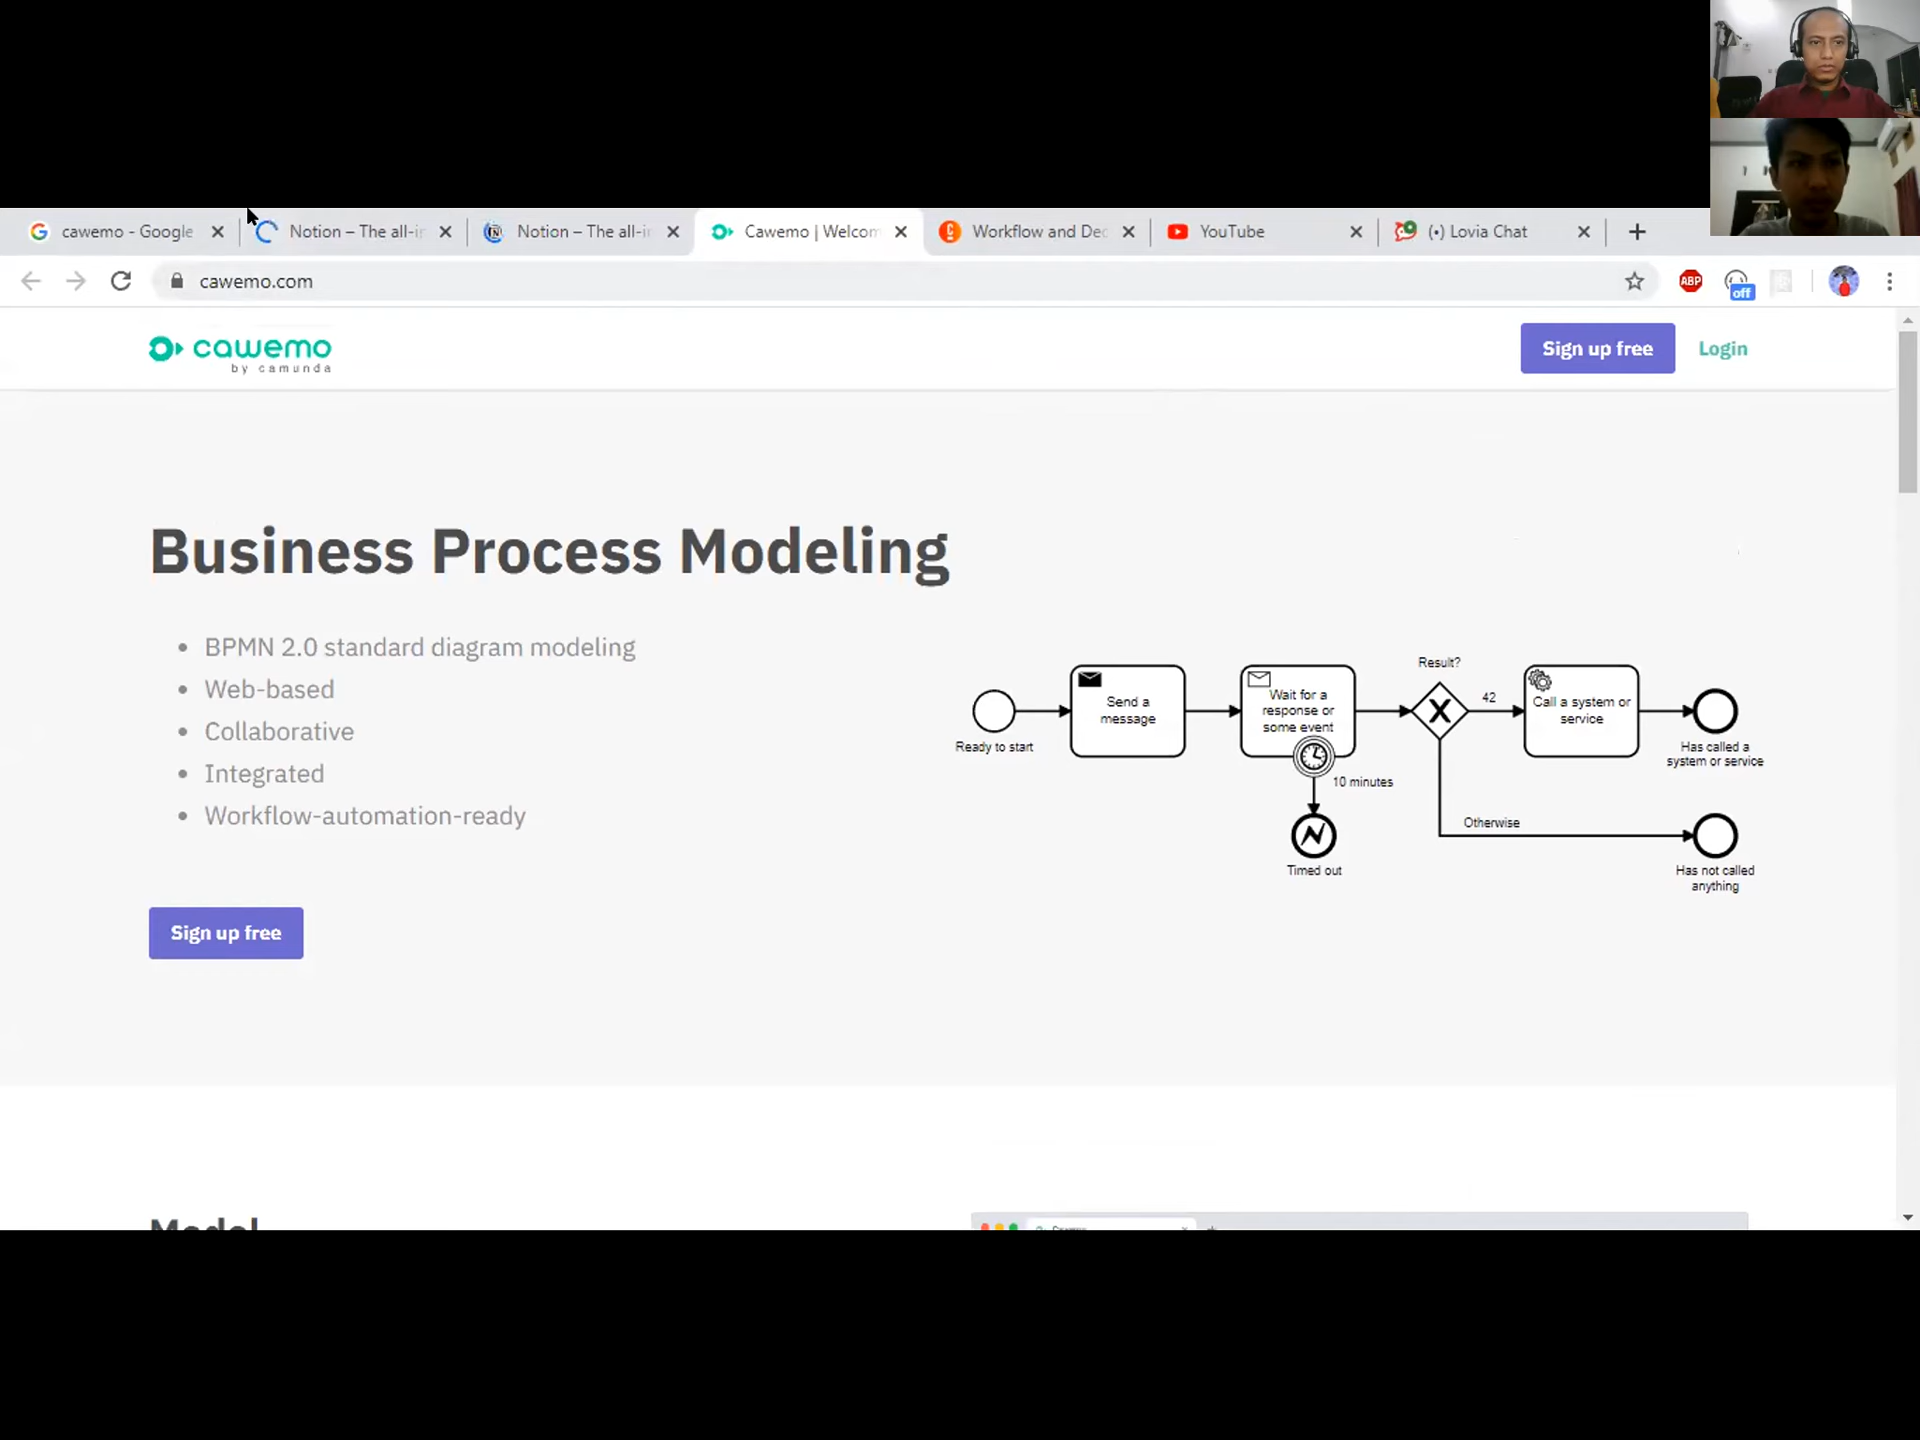 cawemo - Google
Notion – The all-in
Notion – The all-in
Cawemo | Welcom
Workflow and Dec
YouTube
(•) Lovia Chat
cawemo.com
ABP
off
cawemo
by camunda
Sign up free
Login
Business Process Modeling
• BPMN 2.0 standard diagram modeling
• Web-based
• Collaborative
• Integrated
• Workflow-automation-ready
Sign up free
Ready to start
Send a
message
Wait for a
response or
some event
10 minutes
Timed out
Result?
42
Otherwise
Call a system or
service
Has called a
system or service
Has not called
anything
Model